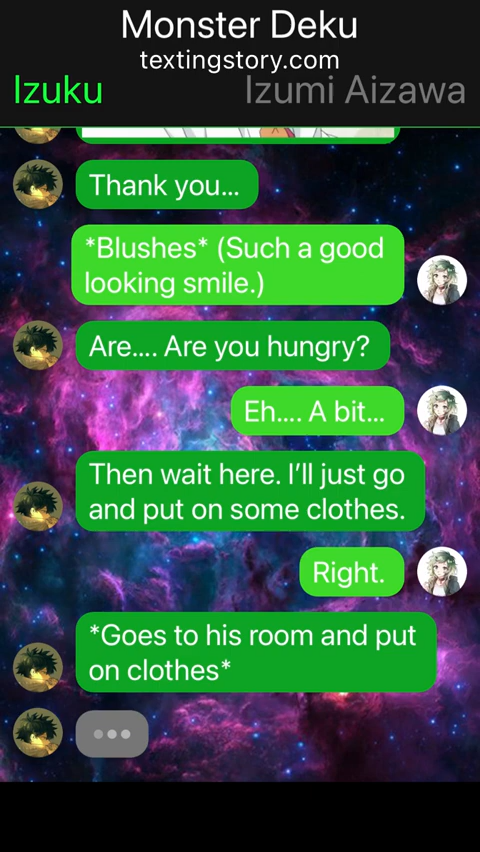 Monster Deku
textingstory.com
Izuku Izumi Aizawa
Thank you...
*Blushes* (Such a good
looking smile.)
Are.... Are you hungry?
Eh.... A bit...
Then wait here. I’ll just go
and put on some clothes.
Right.
*Goes to his room and put
on clothes*